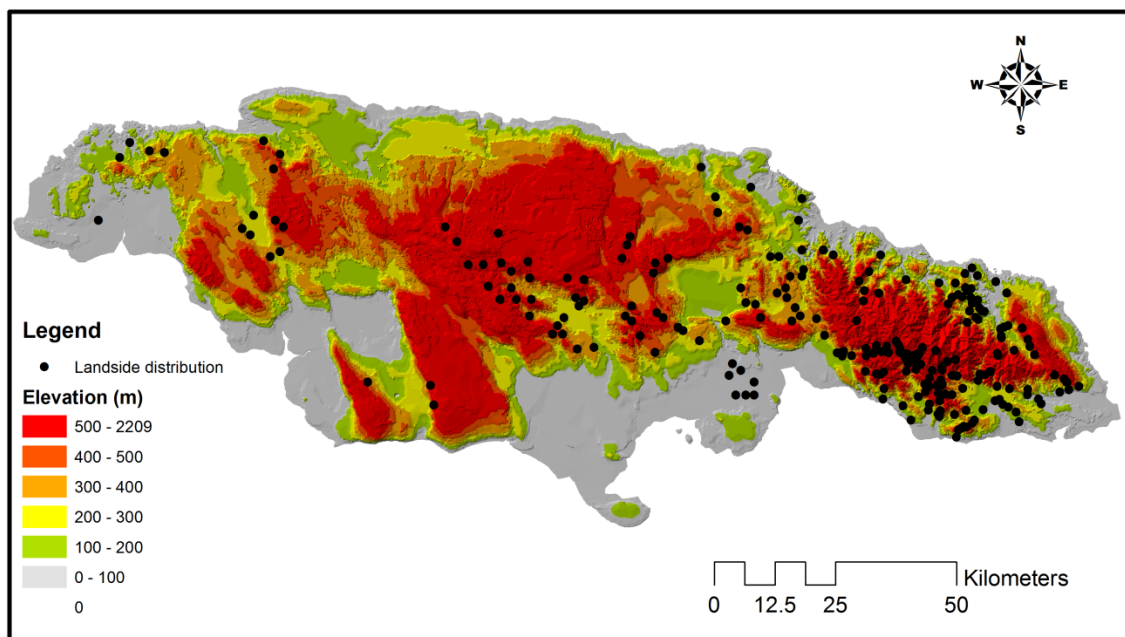 N
W E
S
Legend
Landside distribution
Elevation (m)
500 - 2209
400 - 500
300 - 400
200 - 300
100 - 200
0 - 100
0
Kilometers
0 12.5 25 50